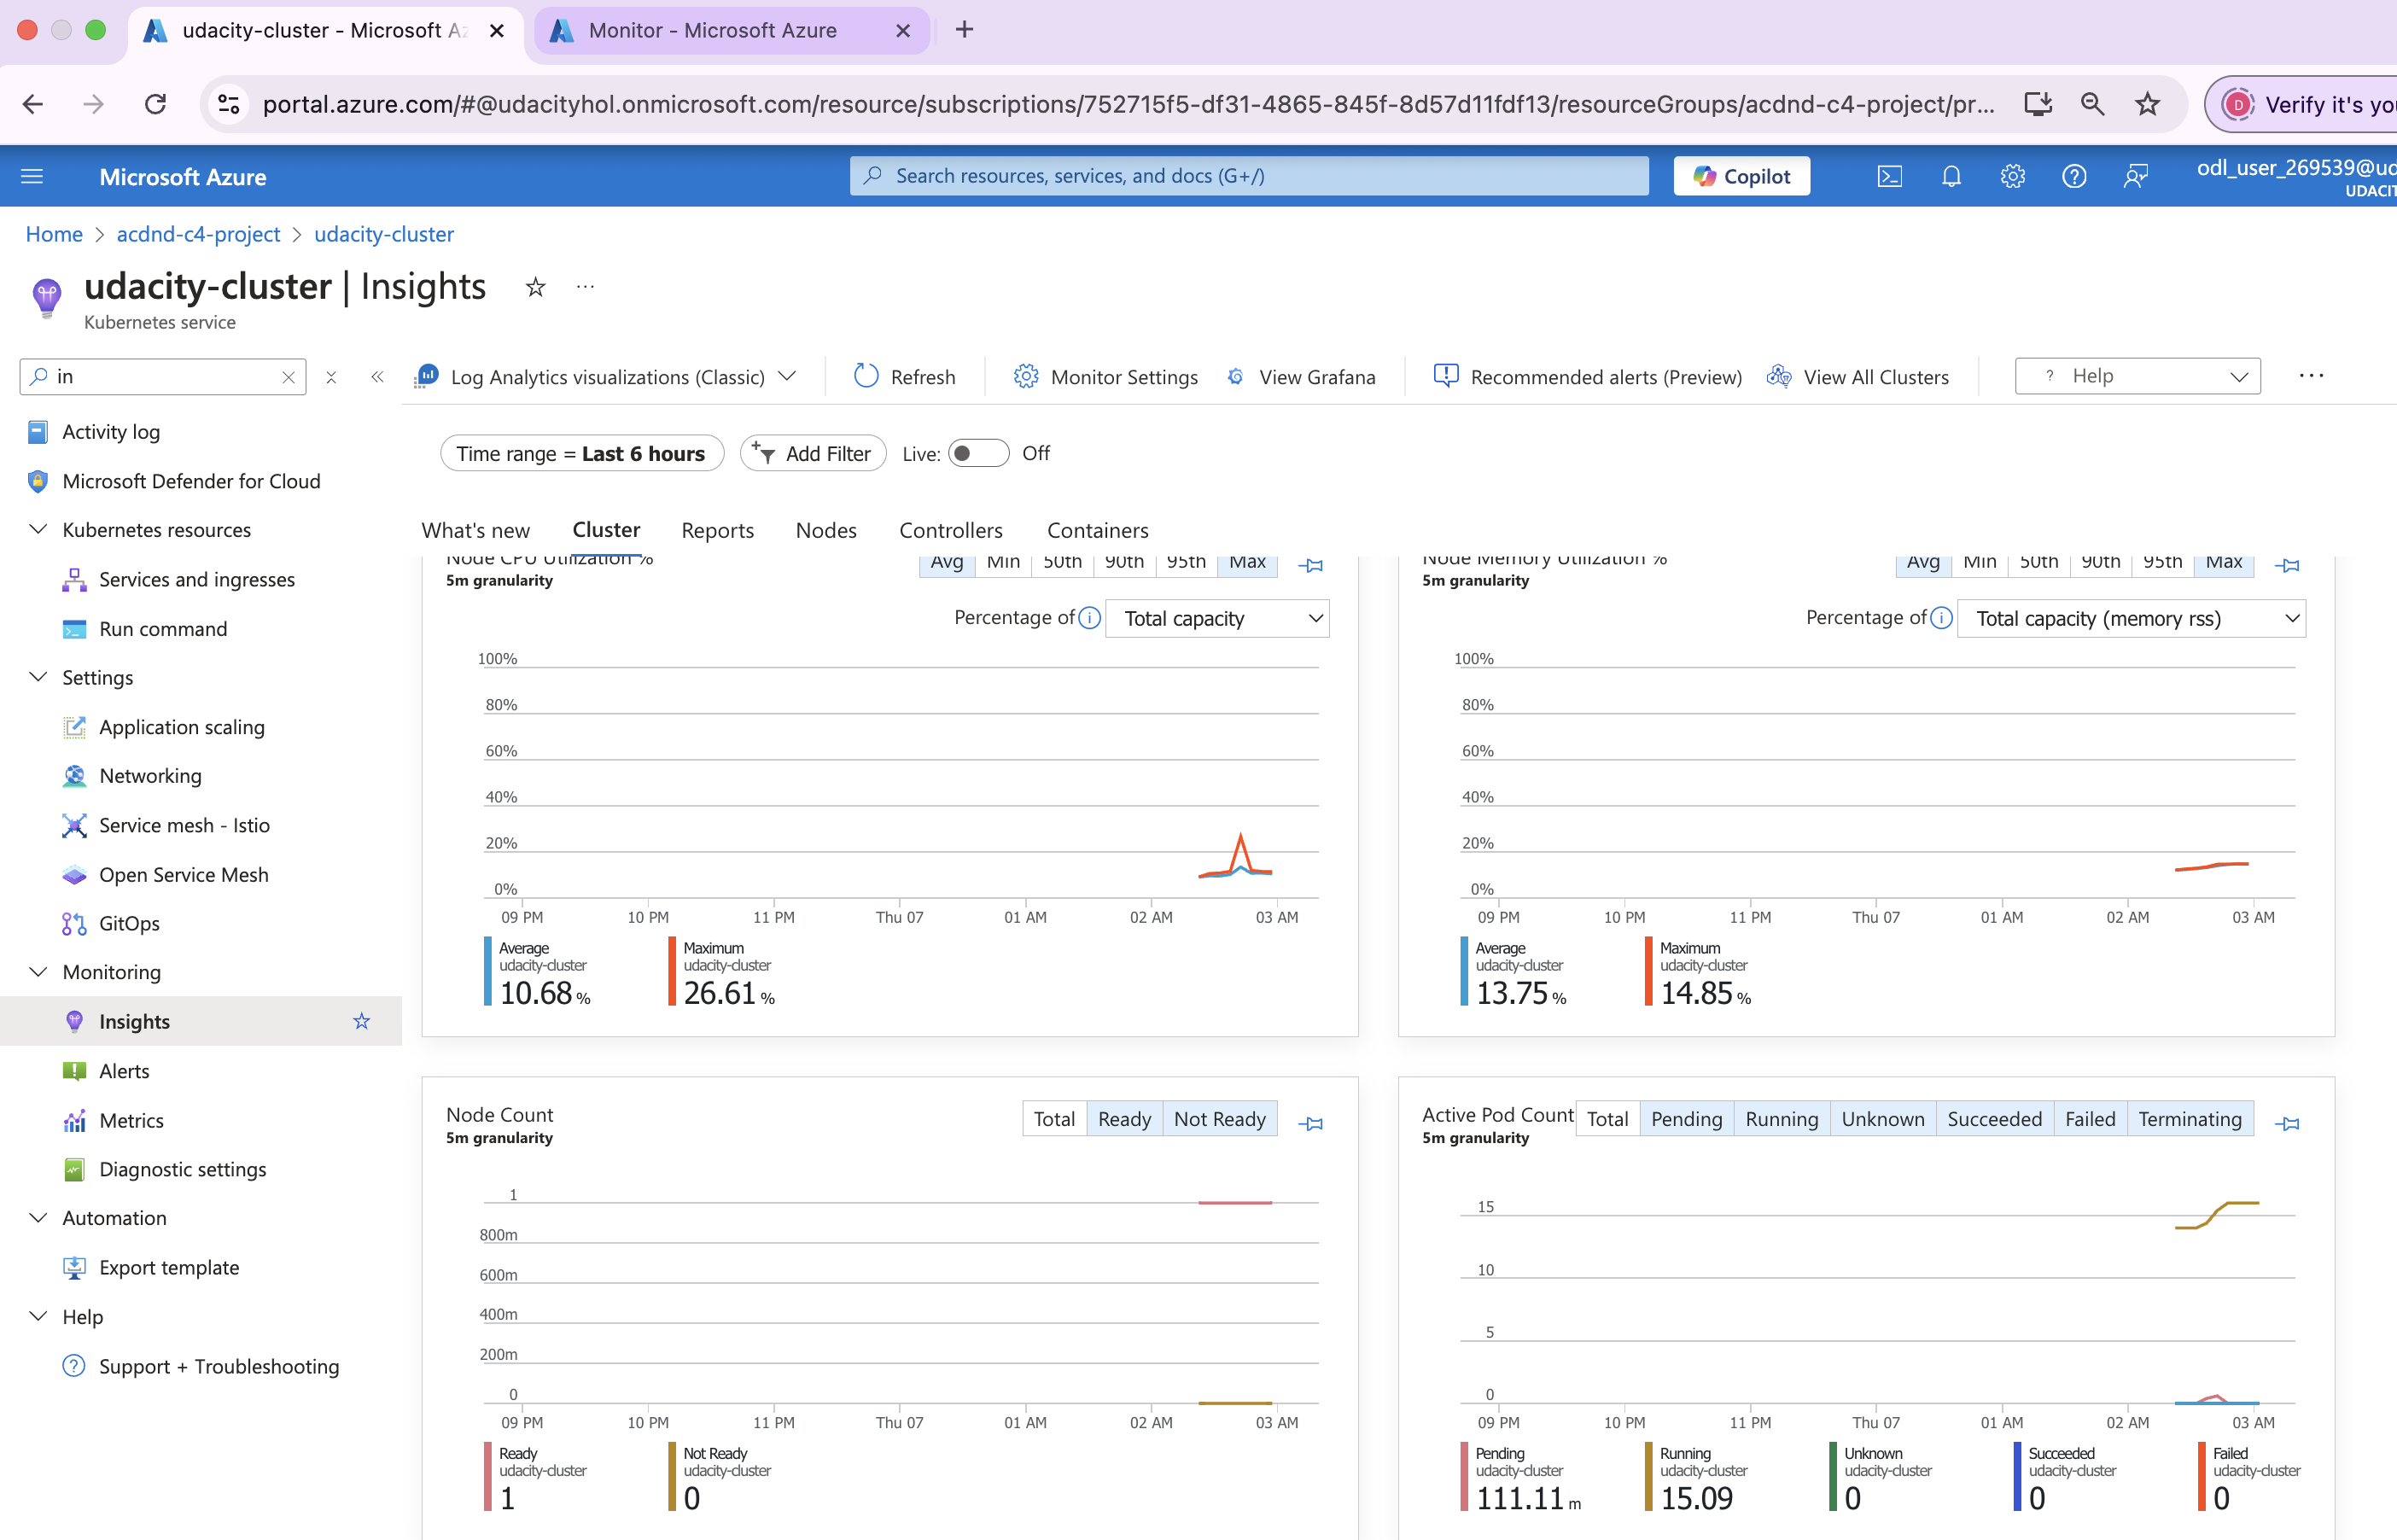 udacity-cluster - Microsoft Az
Monitor - Microsoft Azure
portal.azure.com/#@udacityhol.onmicrosoft.com/resource/subscriptions/752715f5-df31-4865-845f-8d57d11fdf13/resourceGroups/acdnd-c4-project/pr...
D
Verify it's you
Microsoft Azure
Search resources, services, and docs (G+/)
Copilot
odl_user_269539@ud
UDACIT
Home > acdnd-c4-project > udacity-cluster
udacity-cluster | Insights
Kubernetes service
in
Log Analytics visualizations (Classic)
Refresh
Monitor Settings
View Grafana
Recommended alerts (Preview)
View All Clusters
? Help
Activity log
Microsoft Defender for Cloud
Kubernetes resources
Services and ingresses
Run command
Settings
Application scaling
Networking
Service mesh - Istio
Open Service Mesh
GitOps
Monitoring
Insights
Alerts
Metrics
Diagnostic settings
Automation
Export template
Help
Support + Troubleshooting
Time range = Last 6 hours
Add Filter
Live: Off
What's new Cluster Reports Nodes Controllers Containers
Node CPU Utilization %
5m granularity
Avg Min 50th 90th 95th Max
Percentage of Total capacity
100%
80%
60%
40%
20%
0%
09 PM 10 PM 11 PM Thu 07 01 AM 02 AM 03 AM
Average
udacity-cluster
10.68 %
Maximum
udacity-cluster
26.61 %
Node Memory Utilization %
5m granularity
Avg Min 50th 90th 95th Max
Percentage of Total capacity (memory rss)
100%
80%
60%
40%
20%
0%
09 PM 10 PM 11 PM Thu 07 01 AM 02 AM 03 AM
Average
udacity-cluster
13.75 %
Maximum
udacity-cluster
14.85 %
Node Count
5m granularity
Total Ready Not Ready
1
800m
600m
400m
200m
0
09 PM 10 PM 11 PM Thu 07 01 AM 02 AM 03 AM
Ready
udacity-cluster
1
Not Ready
udacity-cluster
0
Active Pod Count
5m granularity
Total Pending Running Unknown Succeeded Failed Terminating
15
10
5
0
09 PM 10 PM 11 PM Thu 07 01 AM 02 AM 03 AM
Pending
udacity-cluster
111.11 m
Running
udacity-cluster
15.09
Unknown
udacity-cluster
0
Succeeded
udacity-cluster
0
Failed
udacity-cluster
0